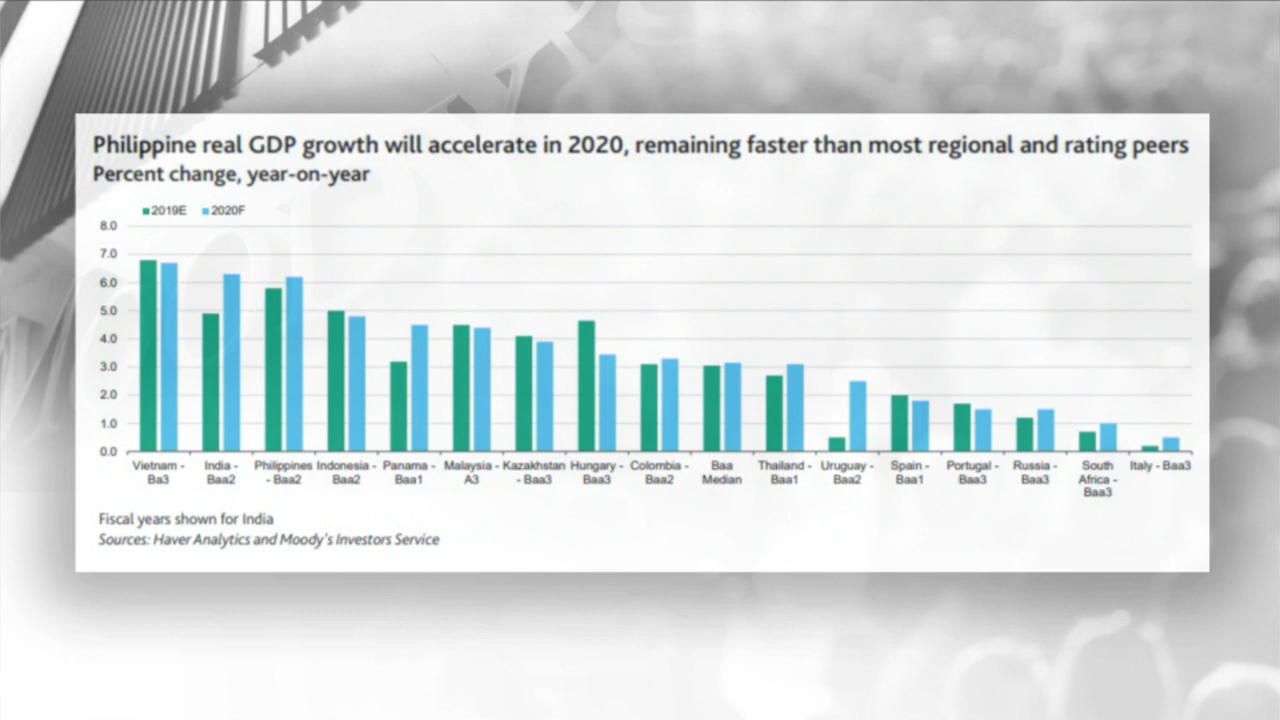 Philippine real GDP growth will accelerate in 2020, remaining faster than most regional and rating peers
Percent change, year-on-year
2019E 2020F
8.0
7.0
6.0
5.0
4.0
3.0
2.0
1.0
0.0
Vietnam - India - Philippines Indonesia - Panama - Malaysia - Kazakhstan Hungary - Colombia - Baa Thailand - Uruguay - Spain - Portugal - Russia - South Italy - Baa3
Ba3 Baa2 - Baa2 Baa2 Baa1 A3 - Baa3 Baa3 Baa2 Median Baa1 Baa2 Baa1 Baa3 Baa3 Africa -
Baa3
Fiscal years shown for India
Sources: Haver Analytics and Moody's Investors Service